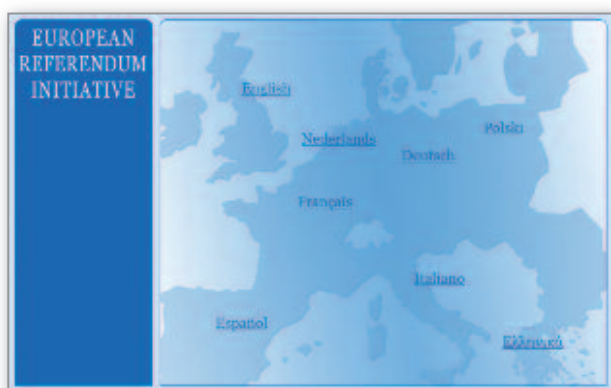 EUROPEAN
REFERENDUM
INITIATIVE
English
Nederlands
Polski
Deutsch
Français
Italiano
Español
Ελληνικά